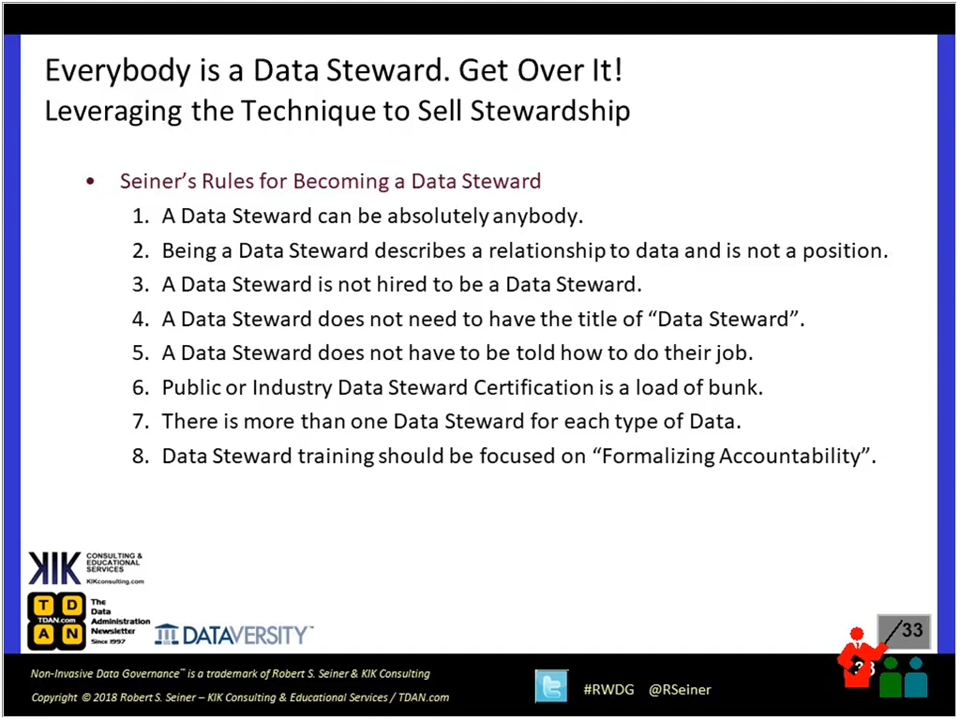 Everybody is a Data Steward. Get Over It!
Leveraging the Technique to Sell Stewardship
• Seiner's Rules for Becoming a Data Steward
1. A Data Steward can be absolutely anybody.
2. Being a Data Steward describes a relationship to data and is not a position.
3. A Data Steward is not hired to be a Data Steward.
4. A Data Steward does not need to have the title of “Data Steward”.
5. A Data Steward does not have to be told how to do their job.
6. Public or Industry Data Steward Certification is a load of bunk.
7. There is more than one Data Steward for each type of Data.
8. Data Steward training should be focused on “Formalizing Accountability”.
KIK CONSULTING &
EDUCATIONAL
SERVICES
KIKconsulting.com
T D
TDAN.com
A N
The
Data
Administration
Newsletter
Since 1997
DATAVERSITY™
/33
Non-Invasive Data Governance™ is a trademark of Robert S. Seiner & KIK Consulting
Copyright © 2018 Robert S. Seiner – KIK Consulting & Educational Services / TDAN.com
#RWDG @RSeiner